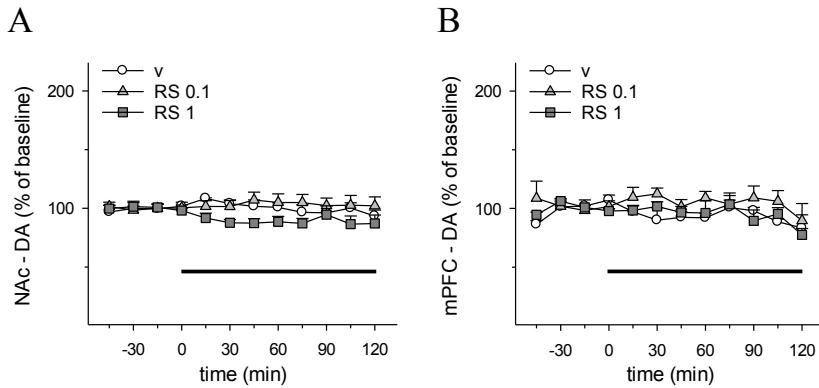 A
v
RS 0.1
RS 1
200
100
NAc - DA (% of baseline)
-30 0 30 60 90 120
time (min)
B
v
RS 0.1
RS 1
200
100
mPFC - DA (% of baseline)
-30 0 30 60 90 120
time (min)